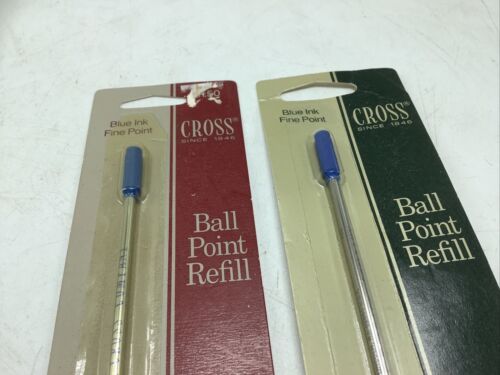 Blue Ink
Fine Point
CROSS®
SINCE 1846
Ball
Point
Refill
Blue Ink
Fine Point
CROSS®
SINCE 1846
Ball
Point
Refill